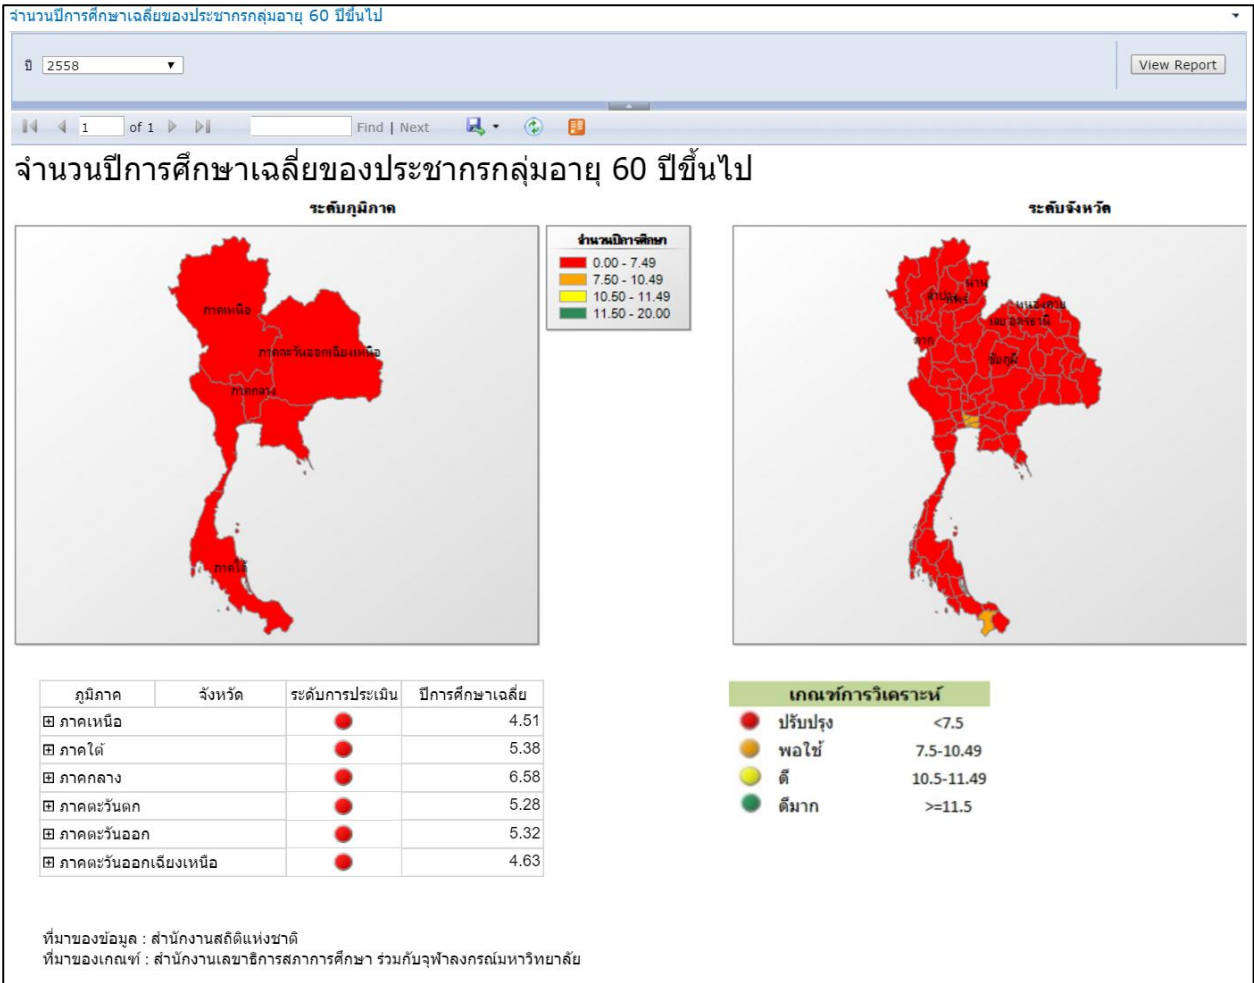 จำนวนปีการศึกษาเฉลี่ยของประชากรกลุ่มอายุ 60 ปีขึ้นไป
ปี 2558 View Report
1 of 1 Find | Next
จำนวนปีการศึกษาเฉลี่ยของประชากรกลุ่มอายุ 60 ปีขึ้นไป
ระดับภูมิภาค
ภาคเหนือ
ภาคตะวันออกเฉียงเหนือ
ภาคกลาง
ภาคใต้
จำนวนปีการศึกษา
0.00 - 7.49
7.50 - 10.49
10.50 - 11.49
11.50 - 20.00
ระดับจังหวัด
น่าน
ลำปาง แพร่
เลย อุดรธานี
ตาก
ชัยภูมิ
ภูมิภาค จังหวัด ระดับการประเมิน ปีการศึกษาเฉลี่ย
ภาคเหนือ 4.51
ภาคใต้ 5.38
ภาคกลาง 6.58
ภาคตะวันตก 5.28
ภาคตะวันออก 5.32
ภาคตะวันออกเฉียงเหนือ 4.63
เกณฑ์การวิเคราะห์
ปรับปรุง <7.5
พอใช้ 7.5-10.49
ดี 10.5-11.49
ดีมาก >=11.5
ที่มาของข้อมูล : สำนักงานสถิติแห่งชาติ
ที่มาของเกณฑ์ : สำนักงานเลขาธิการสภาการศึกษา ร่วมกับจุฬาลงกรณ์มหาวิทยาลัย